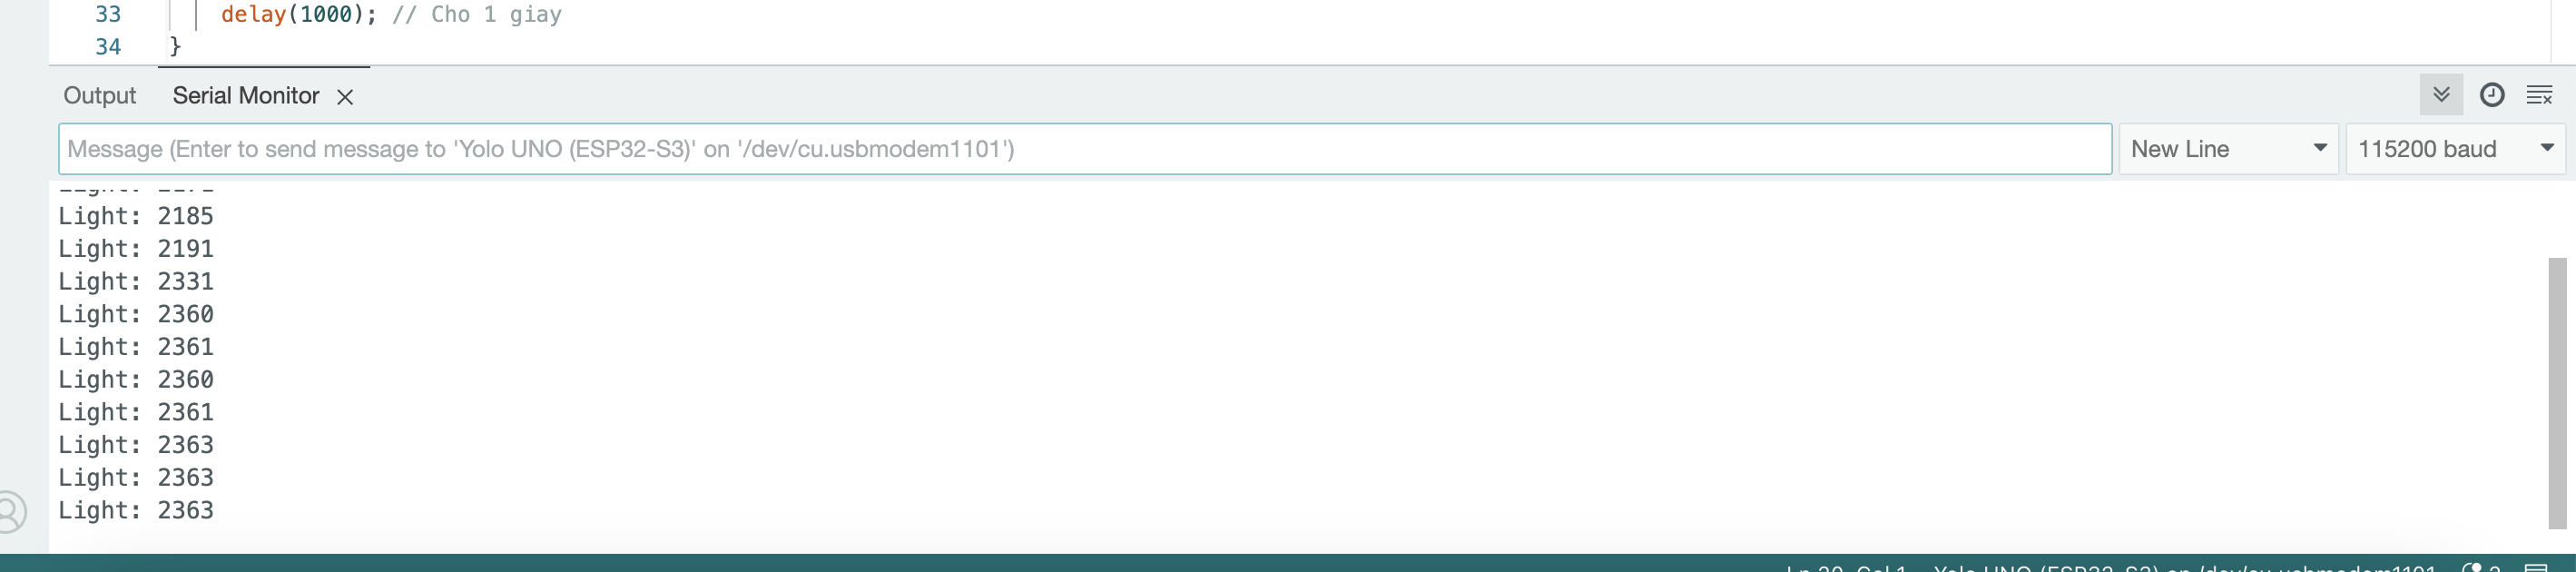 33 delay(1000); // Cho 1 giay
34 }
Output Serial Monitor
Message (Enter to send message to 'Yolo UNO (ESP32-S3)' on '/dev/cu.usbmodem1101') New Line 115200 baud
Light: 2185
Light: 2191
Light: 2331
Light: 2360
Light: 2361
Light: 2360
Light: 2361
Light: 2363
Light: 2363
Light: 2363